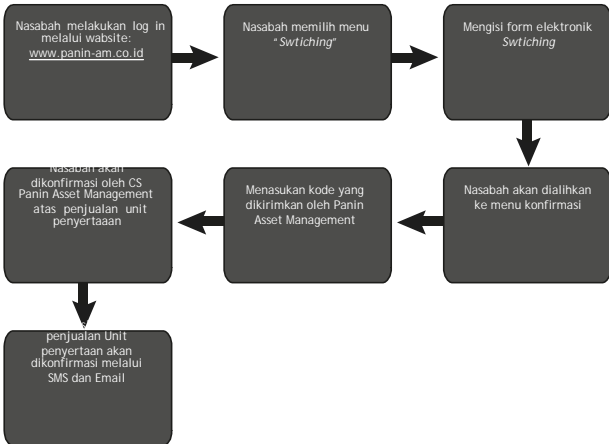 Nasabah melakukan log in
melalui wabsite:
www.panin-am.co.id
Nasabah memilih menu
"Swtiching"
Mengisi form elektronik
Swtiching
Nasabah akan dialihkan
ke menu konfirmasi
Menasukan kode yang
dikirimkan oleh Panin
Asset Management
Nasabah akan
dikonfirmasi oleh CS
Panin Asset Management
atas penjualan unit
penyertaaan
penjualan Unit
penyertaan akan
dikonfirmasi melalui
SMS dan Email